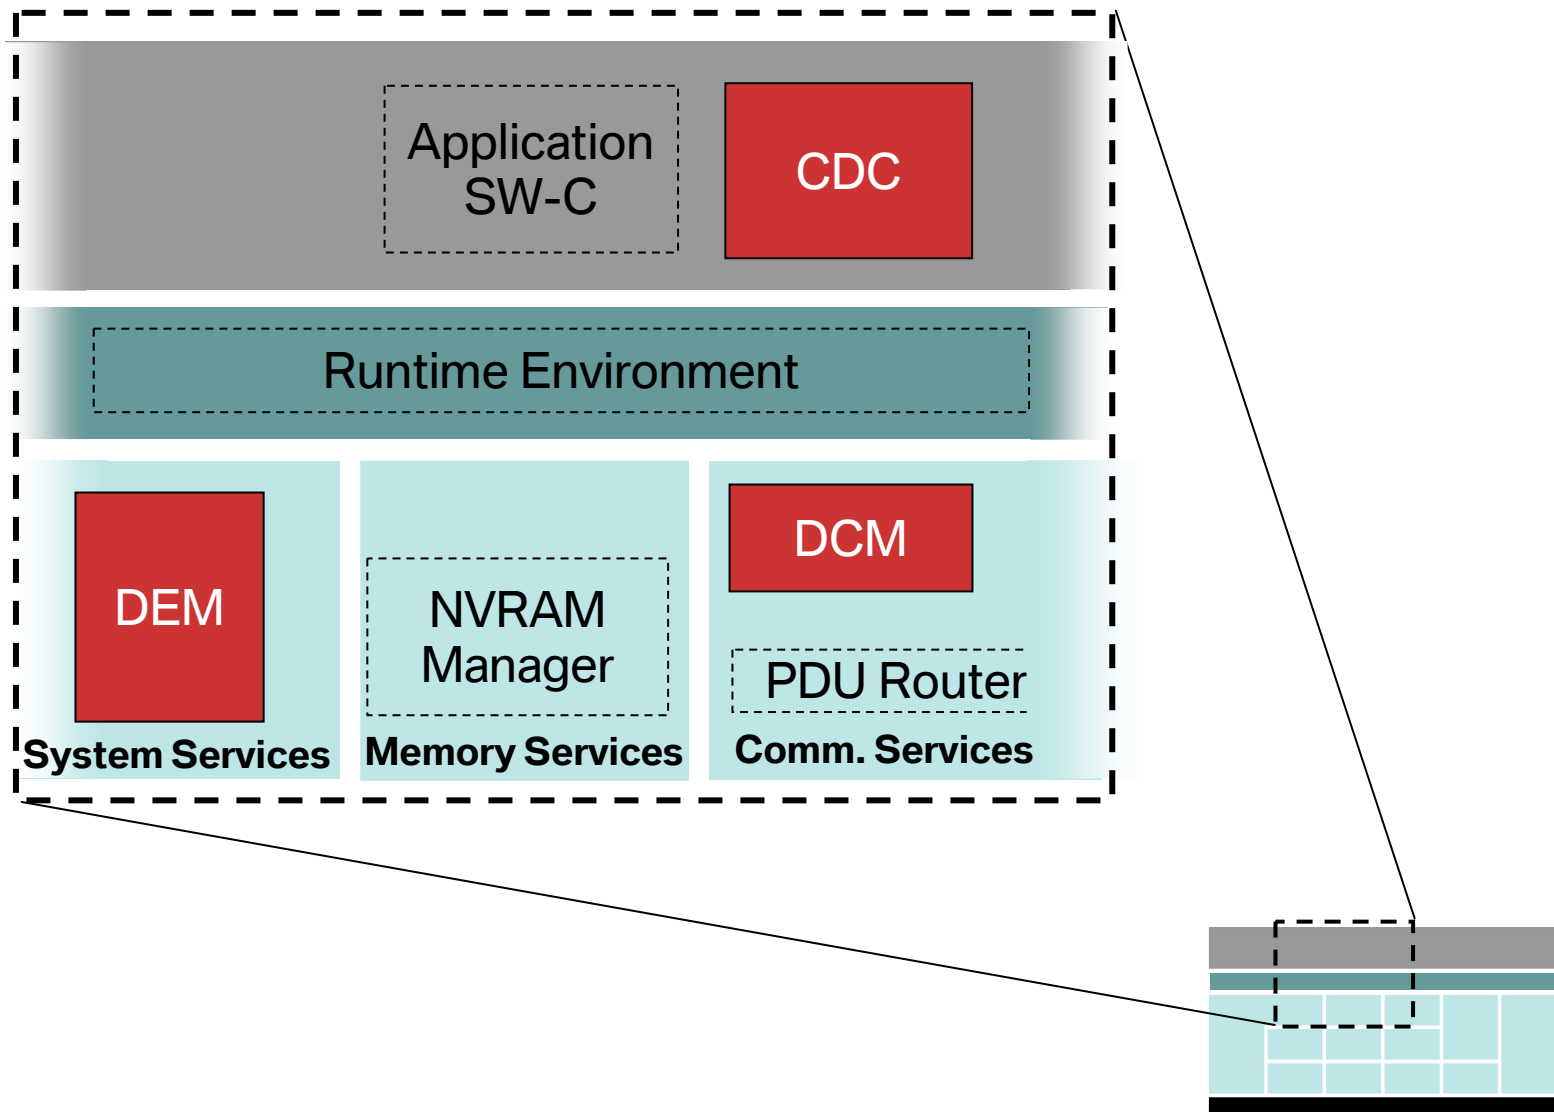 Application
SW-C
CDC
Runtime Environment
DEM
NVRAM
Manager
DCM
PDU Router
System Services
Memory Services
Comm. Services